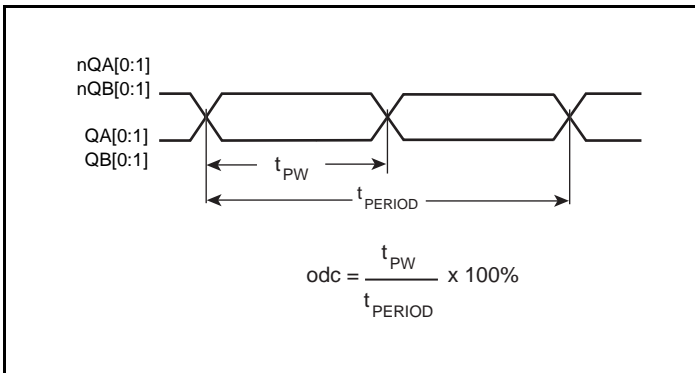 nQA[0:1]
nQB[0:1]
QA[0:1]
QB[0:1]
tPW
tPERIOD
odc = tPW / tPERIOD x 100%